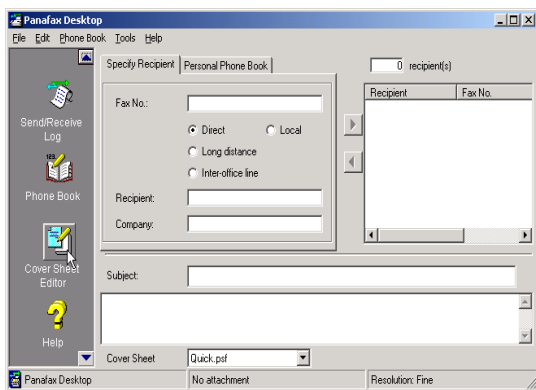 Panafax Desktop
File Edit Phone Book Tools Help
Specify Recipient Personal Phone Book
0 recipient(s)
Recipient Fax No.
Fax No.:
Direct Local
Long distance
Inter-office line
Recipient:
Company:
Send/Receive
Log
123
Phone Book
Cover Sheet
Editor
Help
Subject:
Cover Sheet Quick.psf
Panafax Desktop No attachment Resolution: Fine